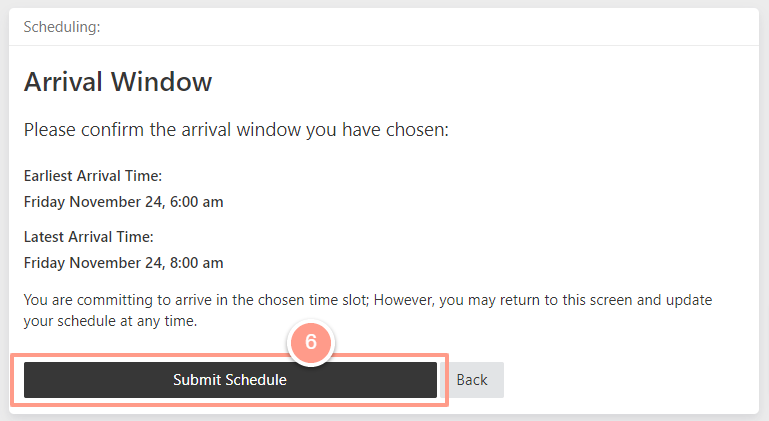 Scheduling:
Arrival Window
Please confirm the arrival window you have chosen:
Earliest Arrival Time:
Friday November 24, 6:00 am
Latest Arrival Time:
Friday November 24, 8:00 am
You are committing to arrive in the chosen time slot; However, you may return to this screen and update
your schedule at any time.
6
Submit Schedule
Back